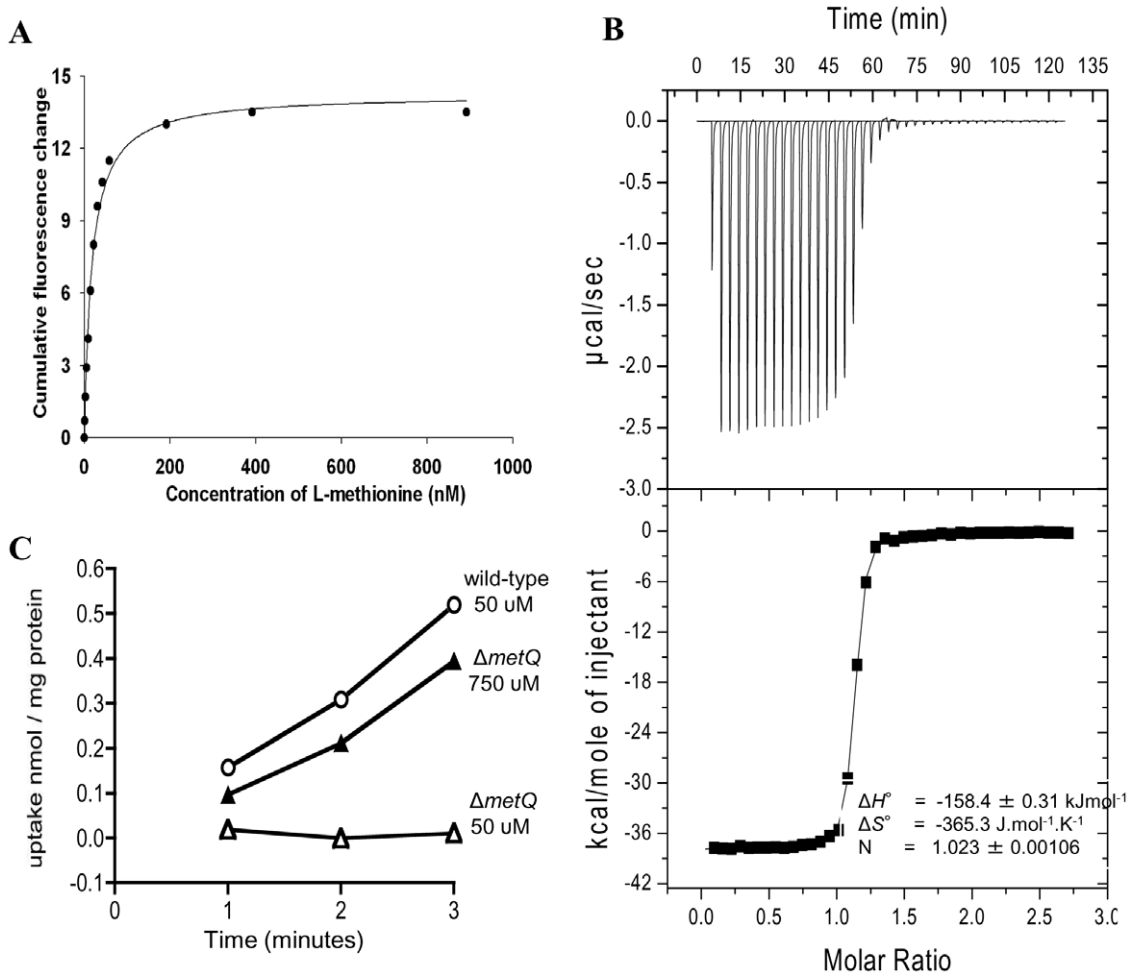 A
Cumulative fluorescence change
15
12
9
6
3
0
0 200 400 600 800 1000
Concentration of L-methionine (nM)
B
Time (min)
0 15 30 45 60 75 90 105 120 135
0.0
-0.5
-1.0
-1.5
-2.0
-2.5
-3.0
µcal/sec
0
-6
-12
-18
-24
-30
-36
-42
kcal/mole of injectant
ΔH° = -158.4 ± 0.31 kJmol-1
ΔS° = -365.3 J.mol-1.K-1
N = 1.023 ± 0.00106
0.0 0.5 1.0 1.5 2.0 2.5 3.0
Molar Ratio
C
uptake nmol / mg protein
0.6
0.5
0.4
0.3
0.2
0.1
0.0
-0.1
wild-type
50 uM
ΔmetQ
750 uM
ΔmetQ
50 uM
0 1 2 3
Time (minutes)